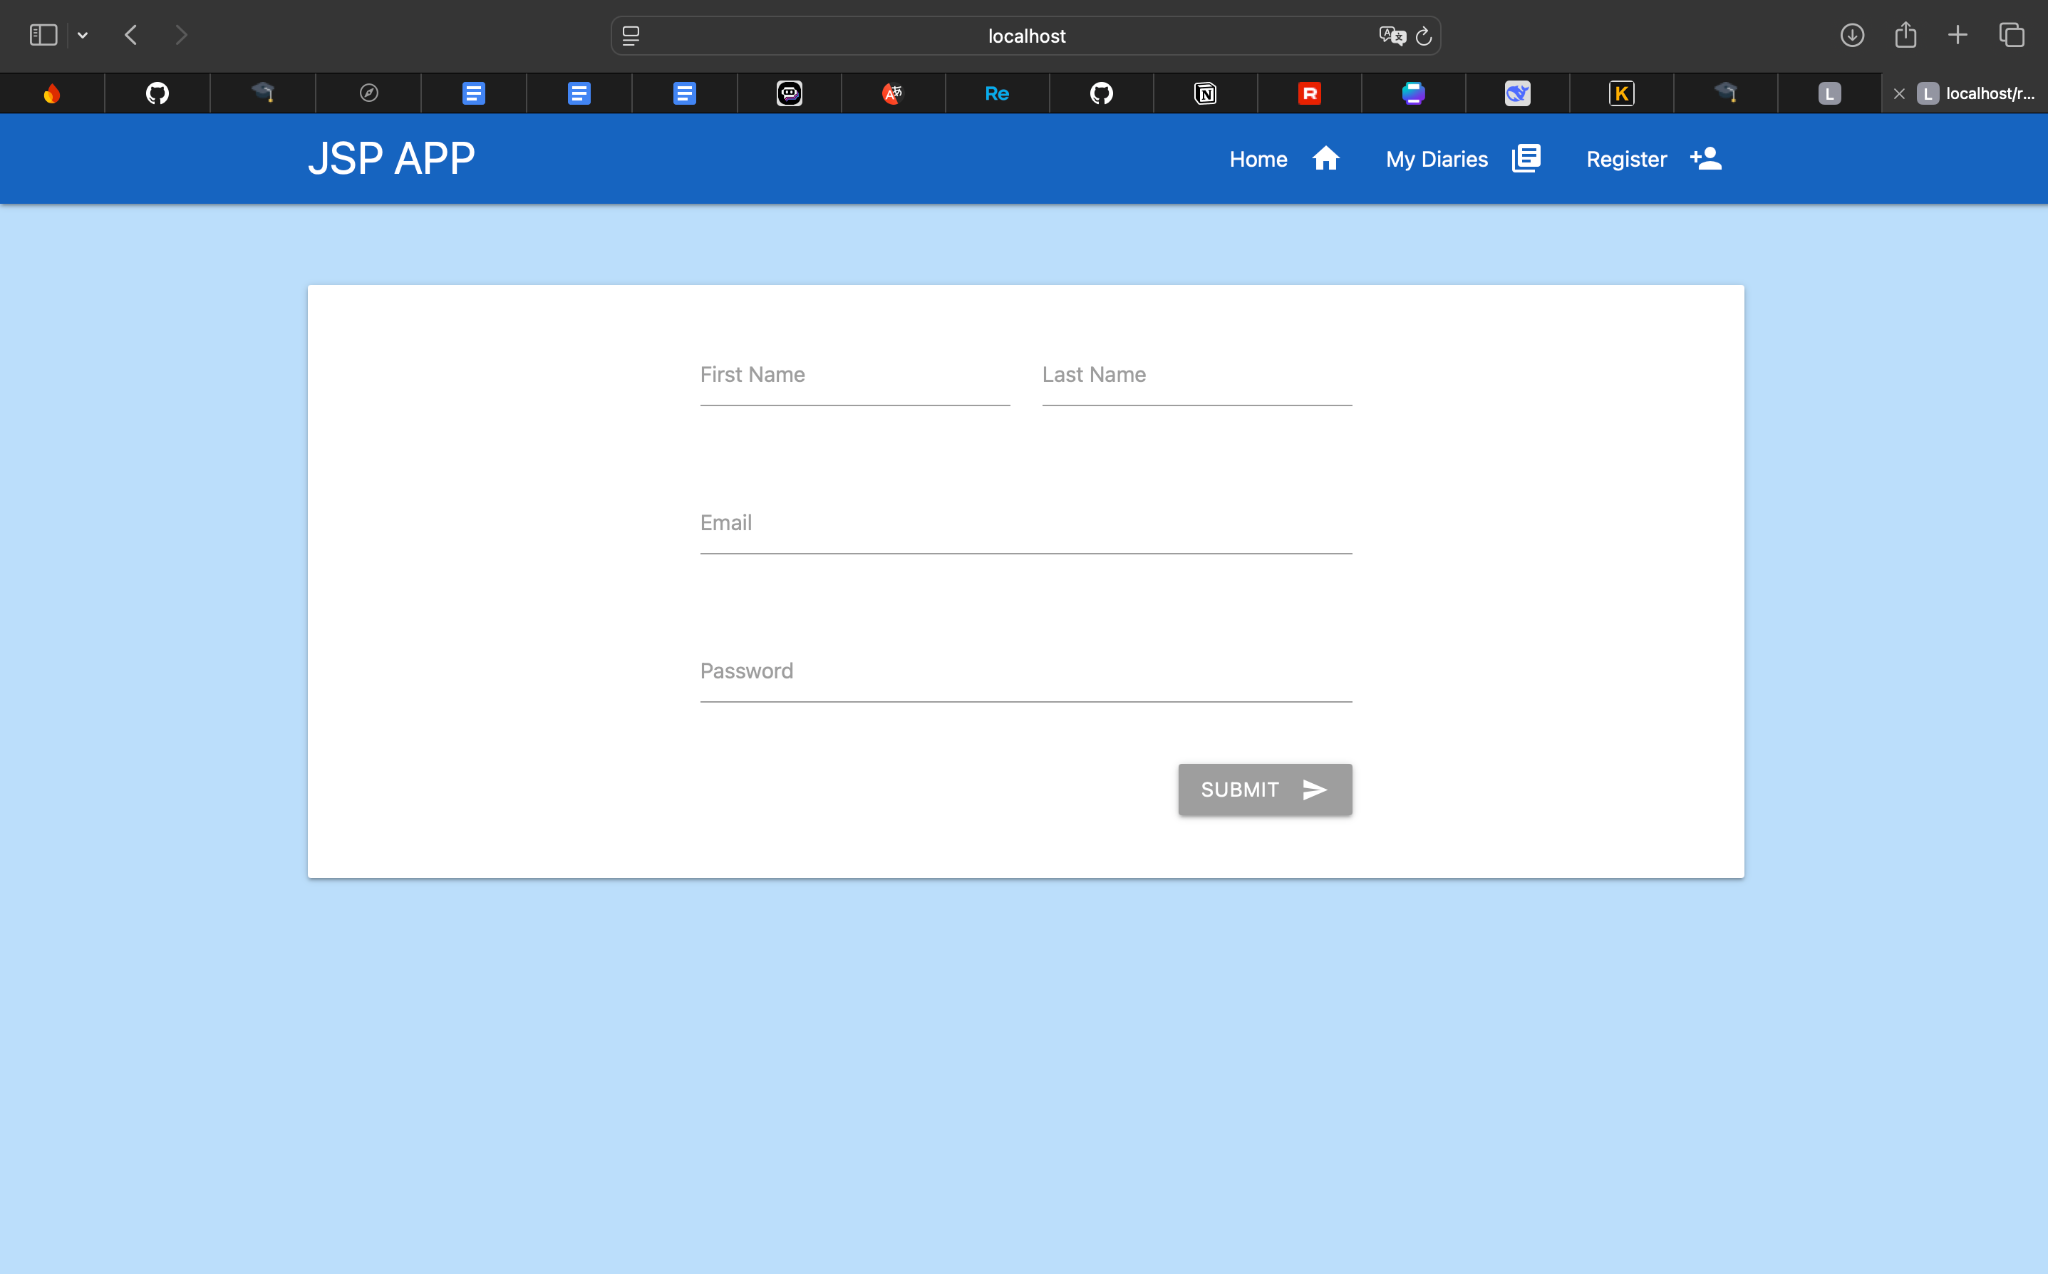 localhost
Re
N
R
K
L
L localhost/r...
JSP APP
Home
My Diaries
Register
First Name
Last Name
Email
Password
SUBMIT